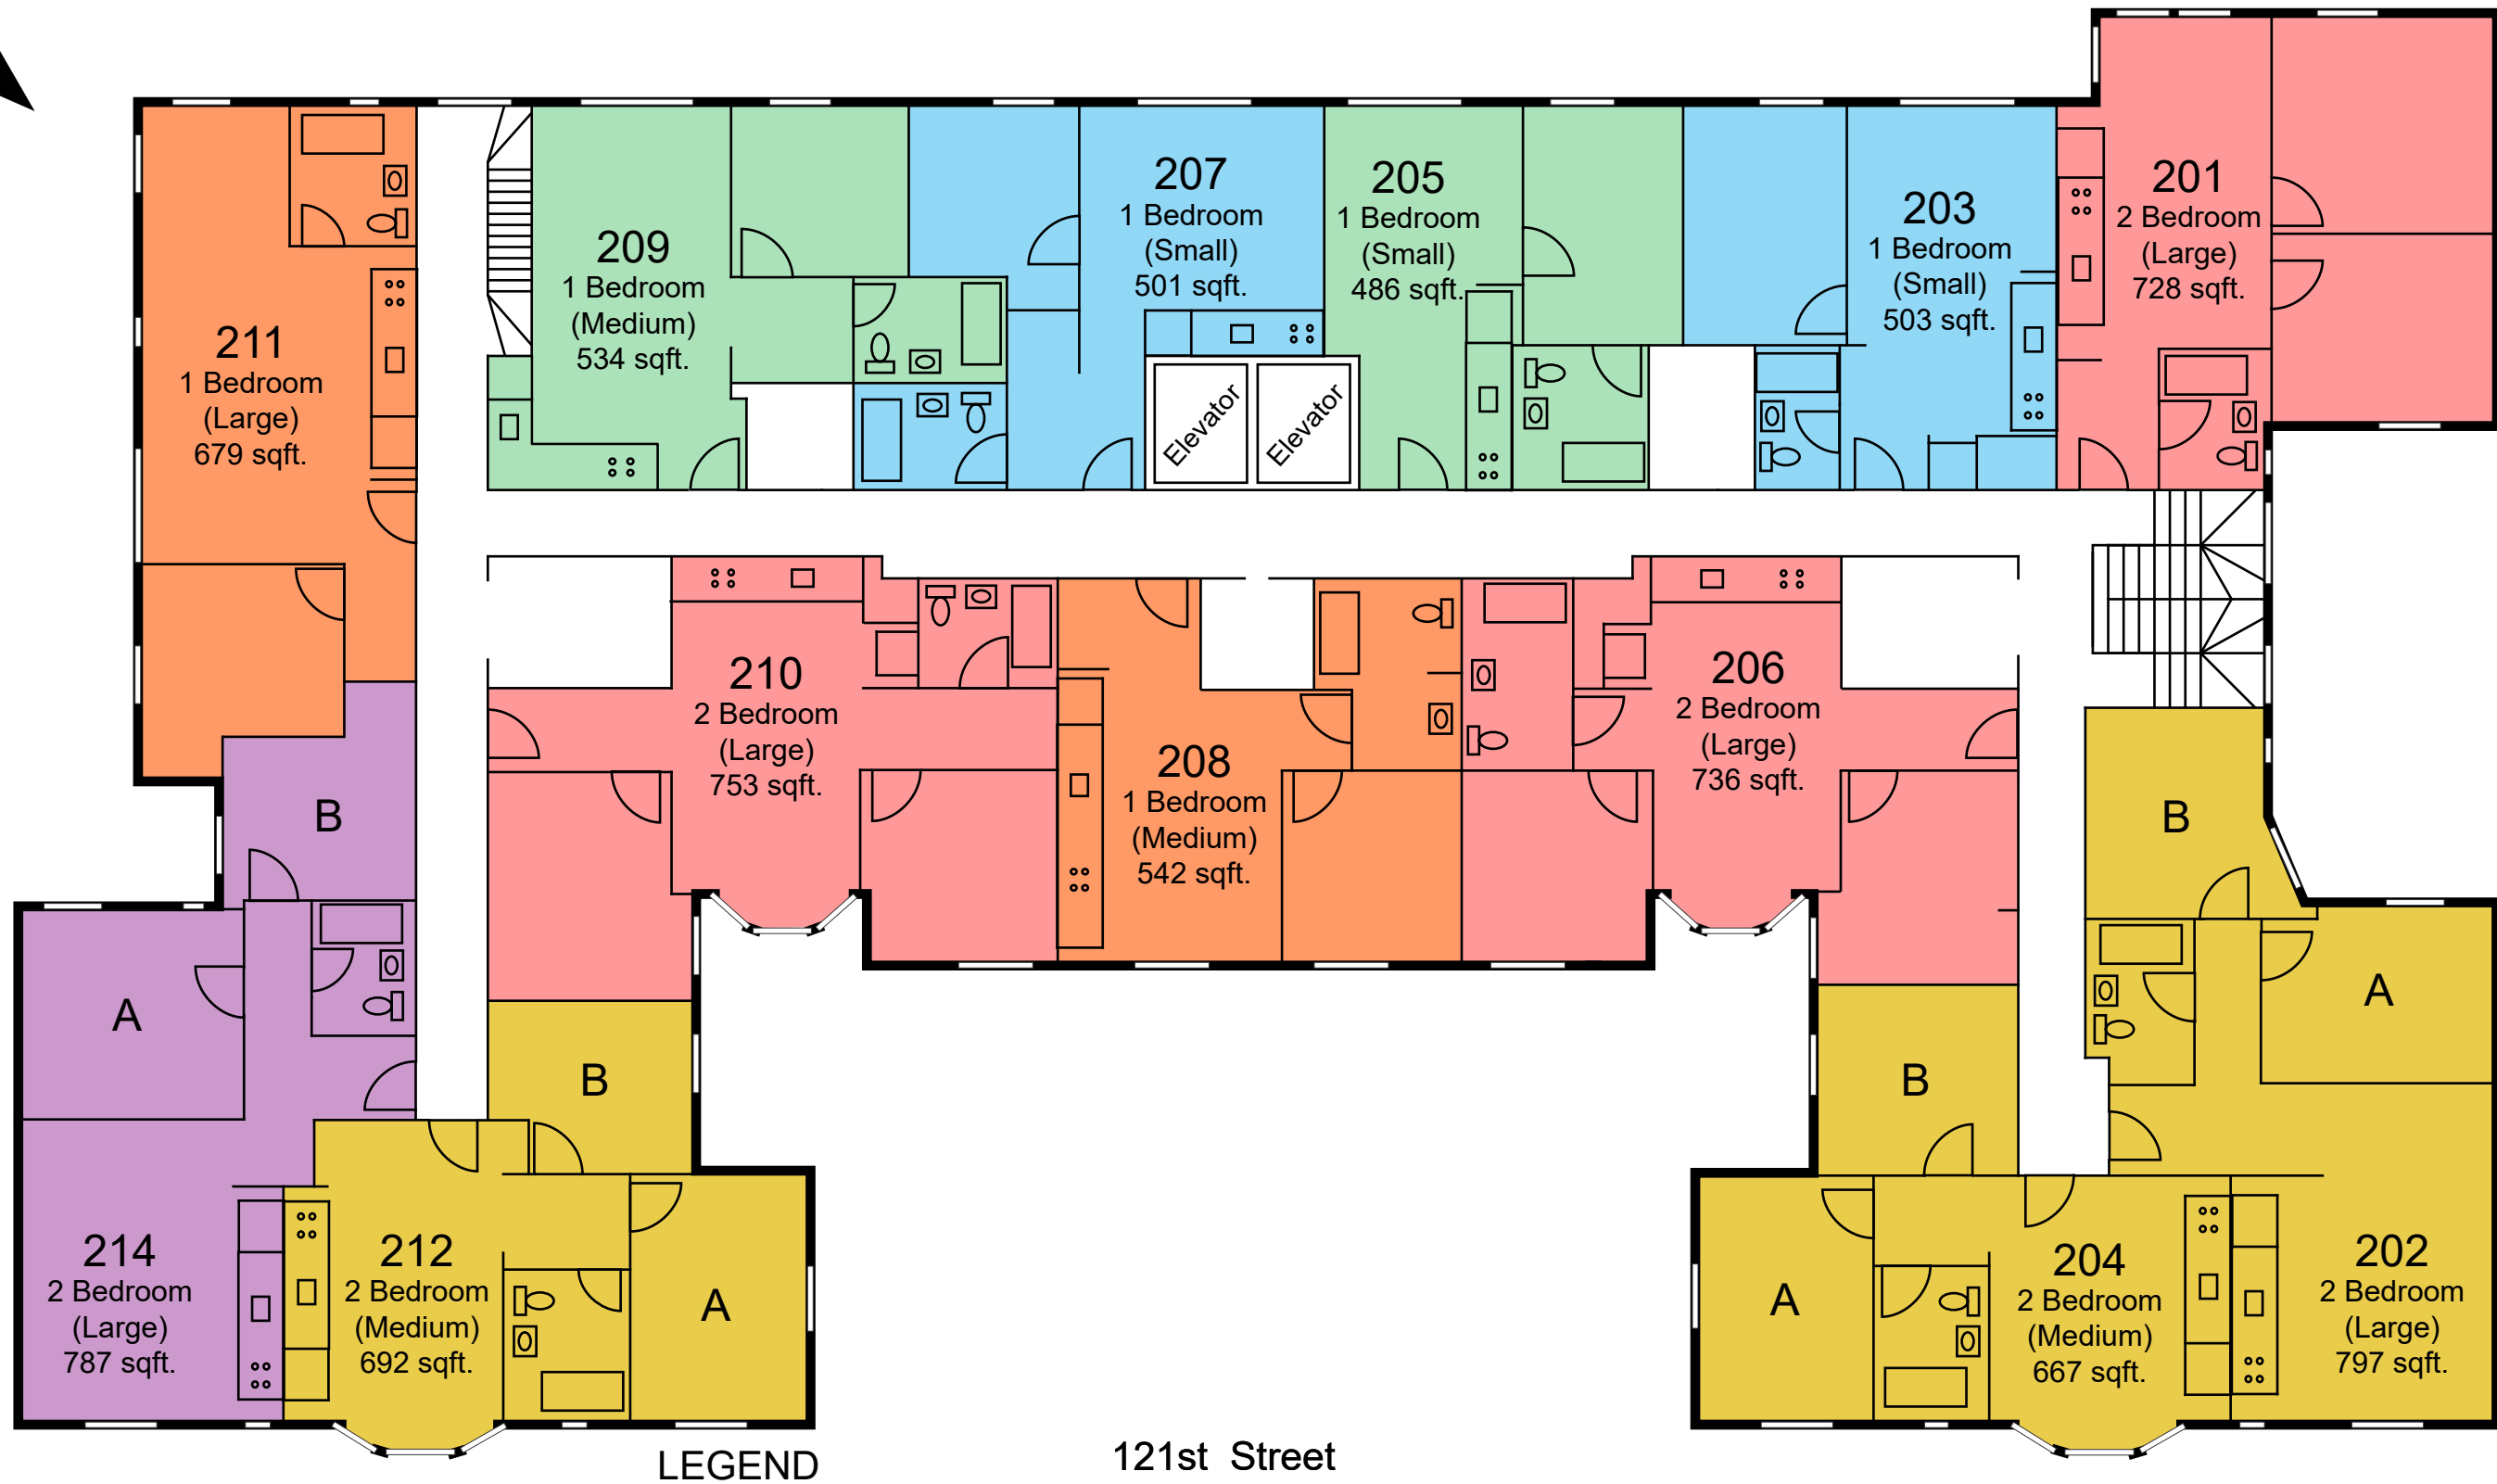 201
2 Bedroom
(Large)
728 sqft.
207
1 Bedroom
(Small)
501 sqft.
205
1 Bedroom
(Small)
486 sqft.
203
1 Bedroom
(Small)
503 sqft.
209
1 Bedroom
(Medium)
534 sqft.
211
1 Bedroom
(Large)
679 sqft.
Elevator
Elevator
210
2 Bedroom
(Large)
753 sqft.
206
2 Bedroom
(Large)
736 sqft.
208
1 Bedroom
(Medium)
542 sqft.
B
B
A
A
B
B
214
2 Bedroom
(Large)
787 sqft.
212
2 Bedroom
(Medium)
692 sqft.
A
A
204
2 Bedroom
(Medium)
667 sqft.
202
2 Bedroom
(Large)
797 sqft.
LEGEND
121st Street